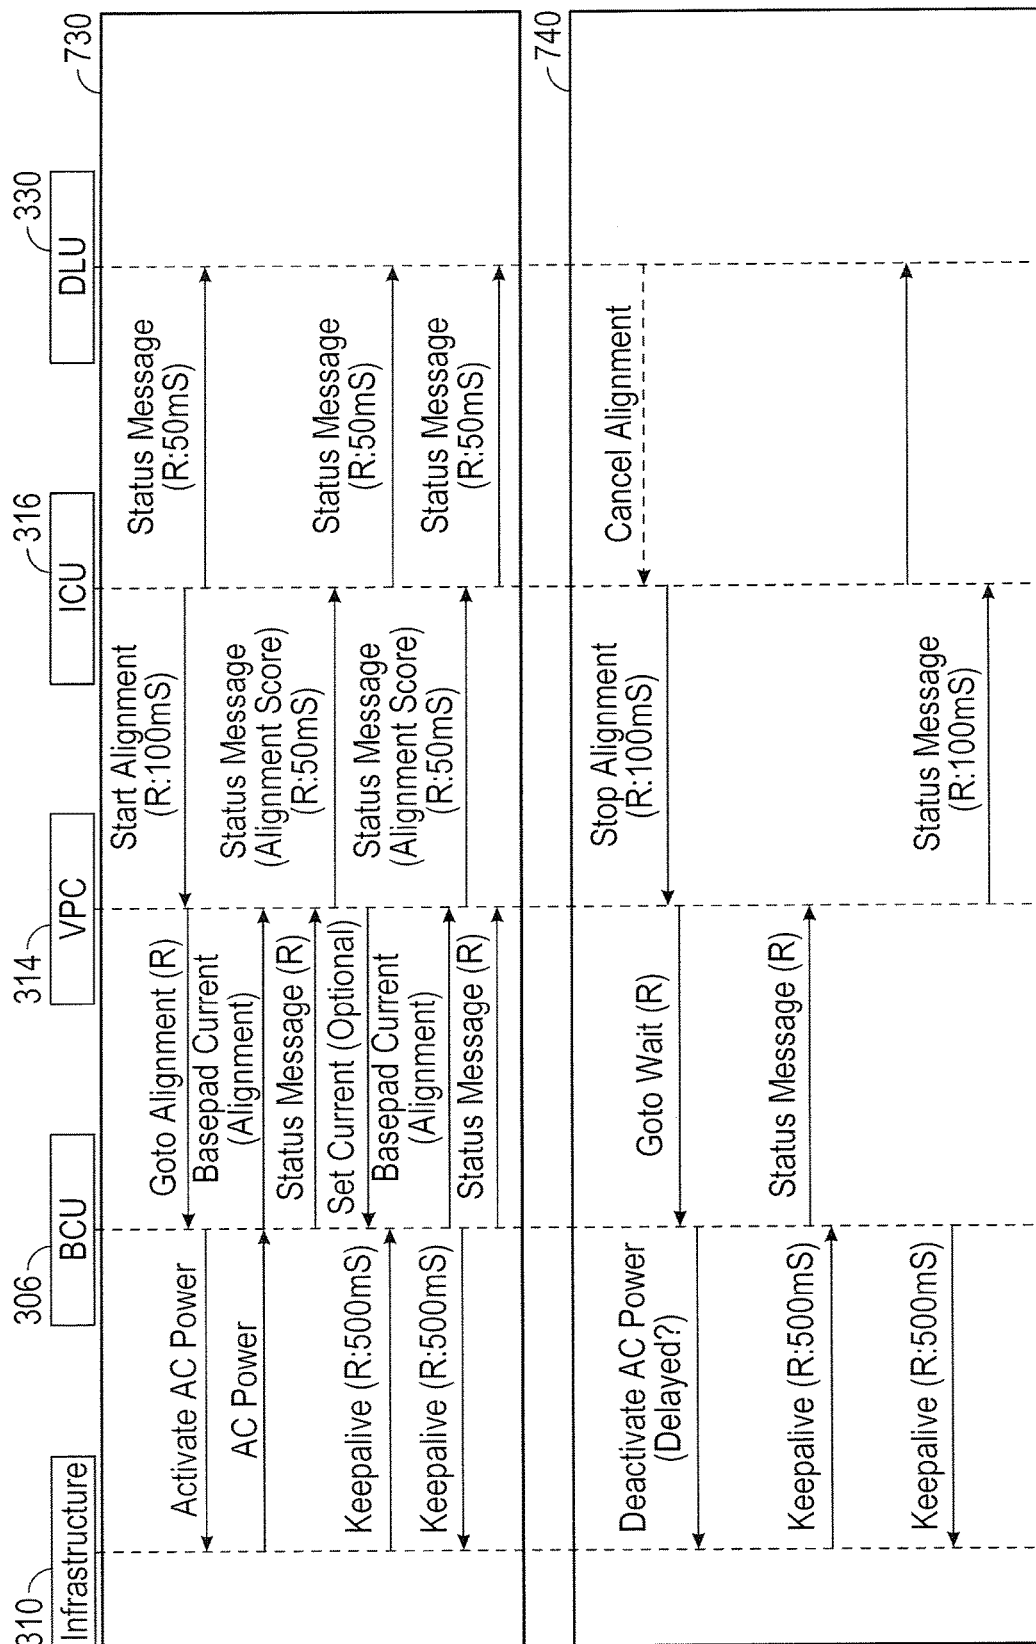 310
Infrastructure
306
BCU
314
VPC
316
ICU
330
DLU
730
Start Alignment
(R:100mS)
Goto Alignment (R)
Activate AC Power
Status Message
(R:50mS)
AC Power
Basepad Current
(Alignment)
Status Message (R)
Status Message
(Alignment Score)
(R:50mS)
Set Current (Optional)
Keepalive (R:500mS)
Status Message
(R:50mS)
Basepad Current
(Alignment)
Keepalive (R:500mS)
Status Message
(Alignment Score)
(R:50mS)
Status Message (R)
Status Message
(R:50mS)
740
Cancel Alignment
Stop Alignment
(R:100mS)
Goto Wait (R)
Deactivate AC Power
(Delayed?)
Status Message (R)
Keepalive (R:500mS)
Keepalive (R:500mS)
Status Message
(R:100mS)